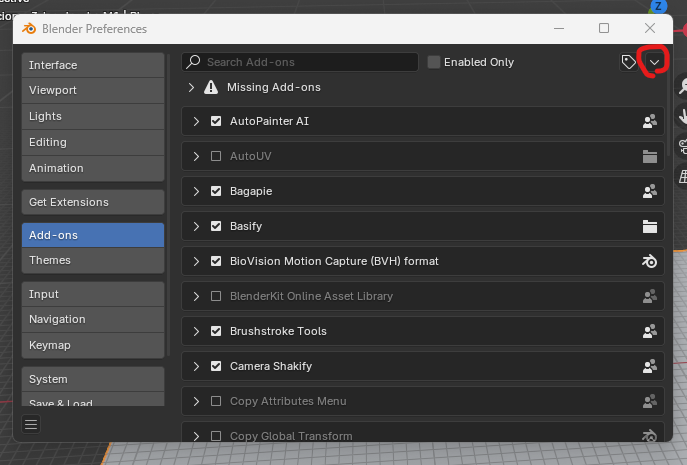 Blender Preferences
Interface
Viewport
Lights
Editing
Animation
Get Extensions
Add-ons
Themes
Input
Navigation
Keymap
System
Save & Load
Search Add-ons
Enabled Only
Missing Add-ons
AutoPainter AI
AutoUV
Bagapie
Basify
BioVision Motion Capture (BVH) format
BlenderKit Online Asset Library
Brushstroke Tools
Camera Shakify
Copy Attributes Menu
Copy Global Transform
Z